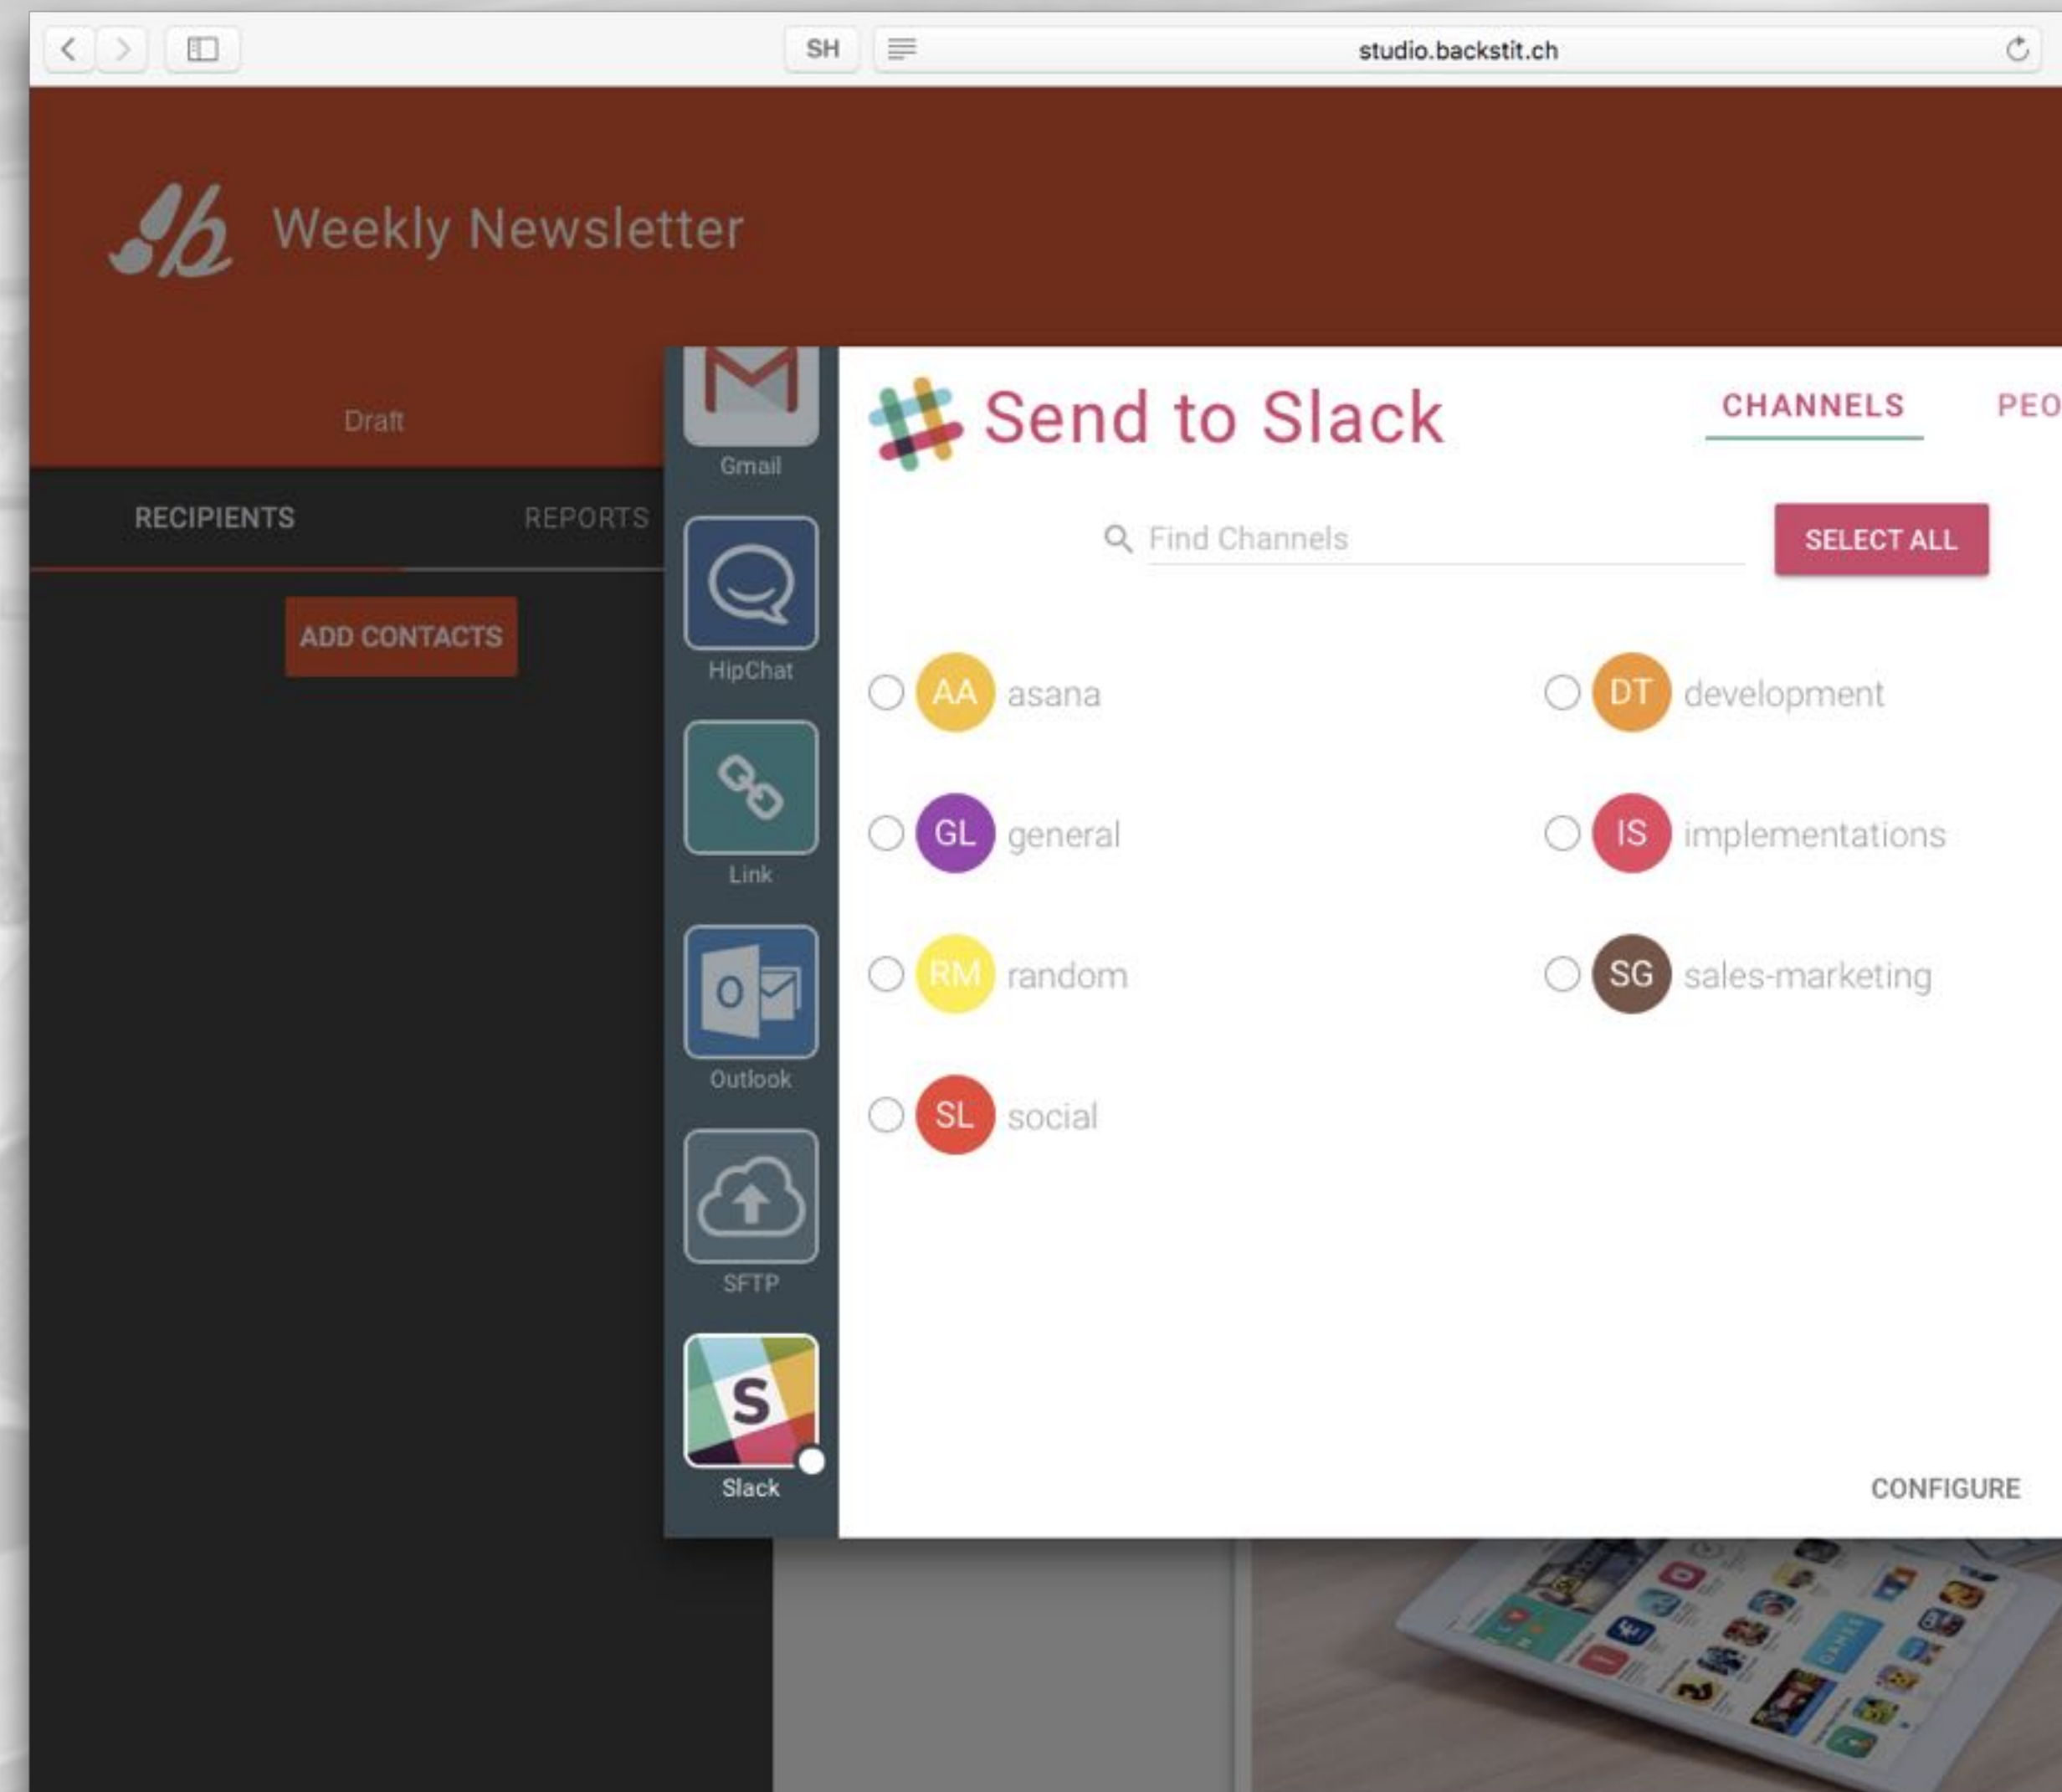 SH
studio.backstit.ch
Weekly Newsletter
Draft
RECIPIENTS
REPORTS
ADD CONTACTS
Gmail
HipChat
Link
O
Outlook
SFTP
S
Slack
Send to Slack
CHANNELS
PEO
Find Channels
SELECT ALL
AA asana
DT development
GL general
IS implementations
RM random
SG sales-marketing
SL social
CONFIGURE
GAMES